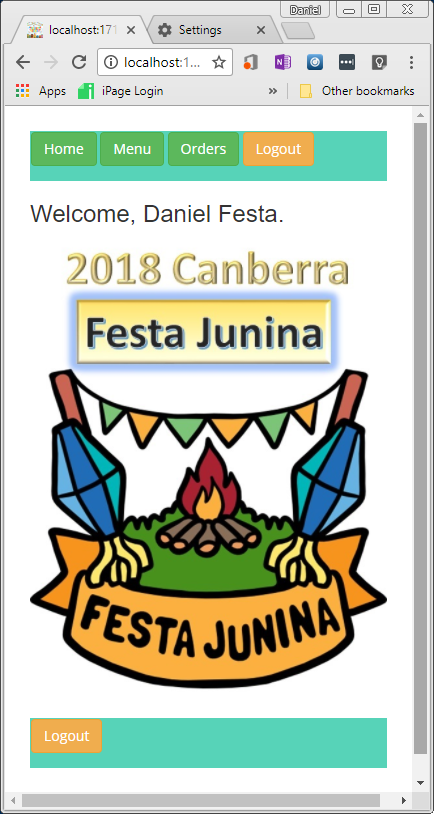 Daniel
localhost:171
Settings
localhost:1...
Apps
iPage Login
»
Other bookmarks
Home
Menu
Orders
Logout
Welcome, Daniel Festa.
2018 Canberra
Festa Junina
FESTA JUNINA
Logout